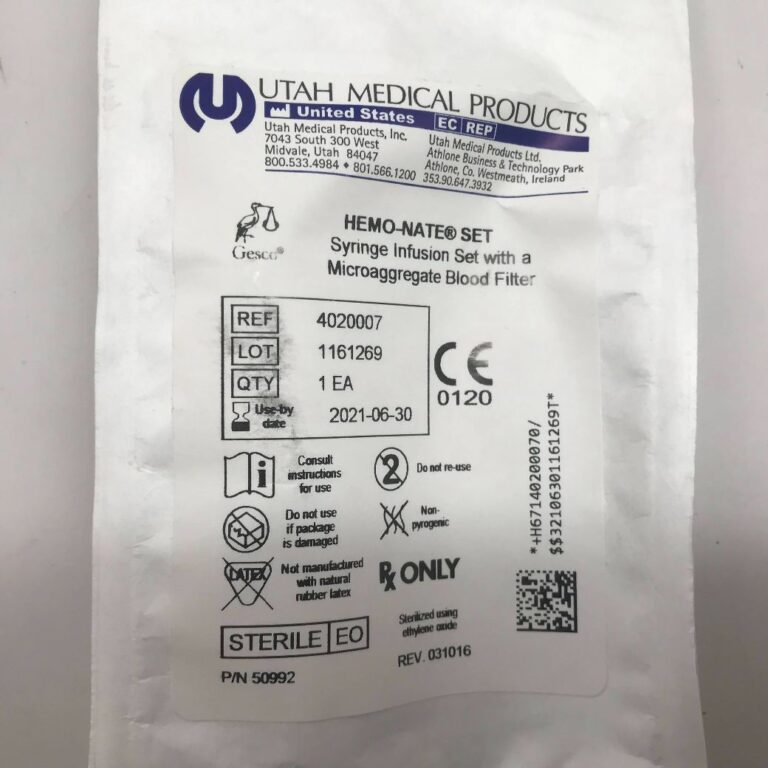 UTAH MEDICAL PRODUCTS
United States
EC REP
Utah Medical Products, Inc.
7043 South 300 West
Midvale, Utah 84047
800.533.4984 ♦ 801.566.1200
Utah Medical Products Ltd.
Athlone Business & Technology Park
Athlone, Co. Westmeath, Ireland
353.90.647.3932
Gesco®
HEMO-NATE® SET
Syringe Infusion Set with a
Microaggregate Blood Filter
REF 4020007
LOT 1161269
QTY 1 EA
Use-by
date
2021-06-30
CE
0120
Consult
instructions
for use
2
Do not re-use
Do not use
if package
is damaged
Non-
pyrogenic
LATEX
Not manufactured
with natural
rubber latex
Rx ONLY
STERILE EO
Sterilized using
ethylene oxide
P/N 50992
REV. 031016
*+H67140200070/
$$32106301161269T*